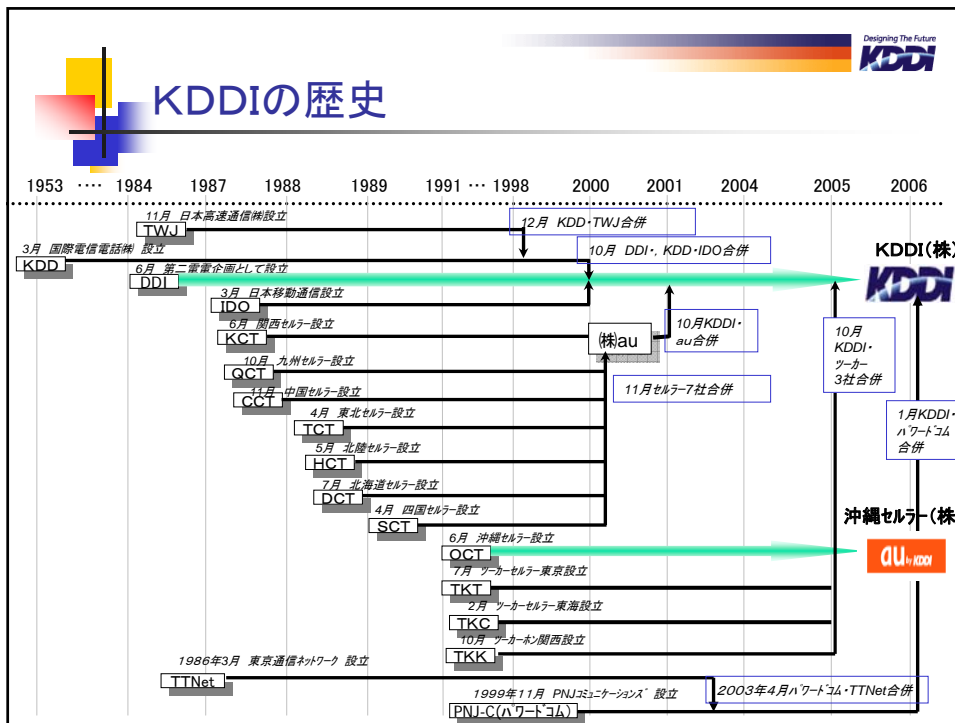 Designing The Future
KDDI
KDDIの歴史
1953 ‥‥ 1984 1987 1988 1989 1991 ‥‥ 1998 2000 2001 2004 2005 2006
11月 日本高速通信㈱設立
TWJ
12月 KDD・TWJ合併
3月 国際電信電話㈱ 設立
KDD
10月 DDI・, KDD・IDO合併
KDDI(株)
KDDI
6月 第二電電企画として設立
DDI
3月 日本移動通信設立
IDO
6月 関西セルラー設立
KCT
㈱au
10月KDDI・
au合併
10月
KDDI・
ツーカー
3社合併
10月 九州セルラー設立
QCT
11月 中国セルラー設立
CCT
11月セルラー7社合併
4月 東北セルラー設立
TCT
1月KDDI・
パワードコム
合併
5月 北陸セルラー設立
HCT
7月 北海道セルラー設立
DCT
4月 四国セルラー設立
SCT
沖縄セルラー(株
6月 沖縄セルラー設立
OCT
au by KDDI
7月 ツーカーセルラー東京設立
TKT
2月 ツーカーセルラー東海設立
TKC
10月 ツーカーホン関西設立
TKK
1986年3月 東京通信ネットワーク 設立
TTNet
2003年4月パワードコム・TTNet合併
1999年11月 PNJコミュニケーションズ 設立
PNJ-C(パワードコム)